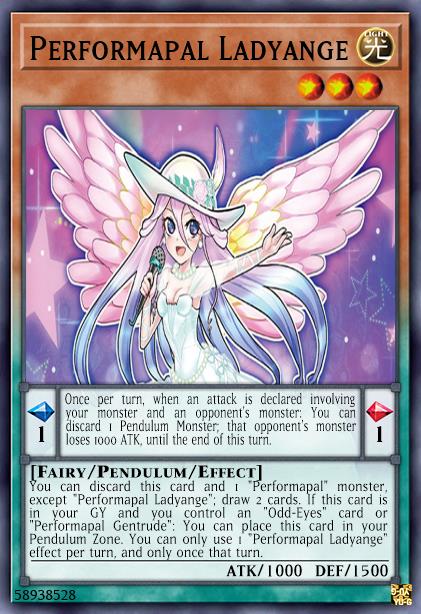 PERFORMAPAL LADYANGE
LIGHT
光
Once per turn, when an attack is declared involving
your monster and an opponent's monster: You can
discard 1 Pendulum Monster; that opponent's monster
loses 1000 ATK, until the end of this turn.
1
1
[FAIRY/PENDULUM/EFFECT]
You can discard this card and 1 "Performapal" monster,
except "Performapal Ladyange"; draw 2 cards. If this card is
in your GY and you control an "Odd-Eyes" card or
"Performapal Gentrude": You can place this card in your
Pendulum Zone. You can only use 1 "Performapal Ladyange"
effect per turn, and only once that turn.
ATK/1000 DEF/1500
58938528